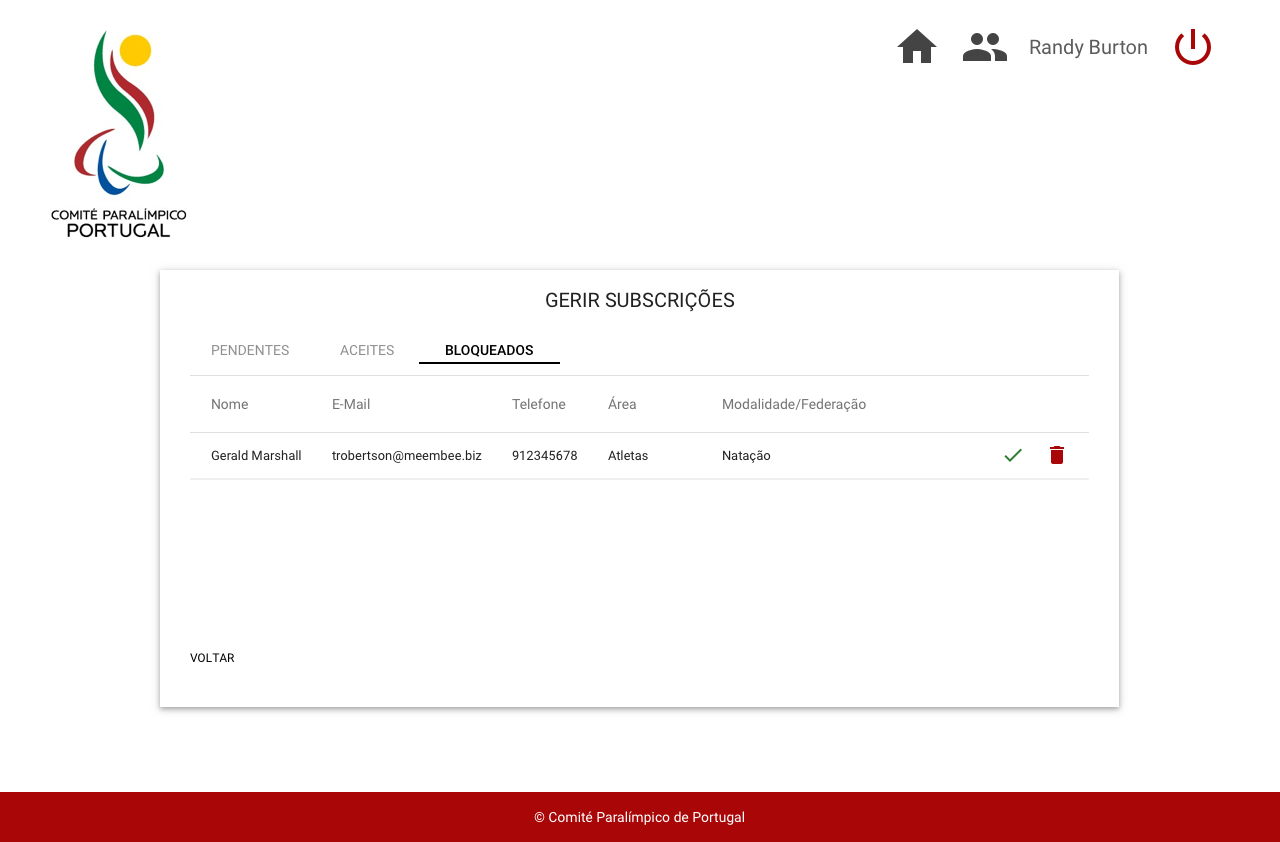 COMITÉ PARALÍMPICO
PORTUGAL
Randy Burton
GERIR SUBSCRIÇÕES
PENDENTES ACEITES BLOQUEADOS
Nome E-Mail Telefone Área Modalidade/Federação
Gerald Marshall trobertson@meembee.biz 912345678 Atletas Natação
VOLTAR
© Comité Paralímpico de Portugal